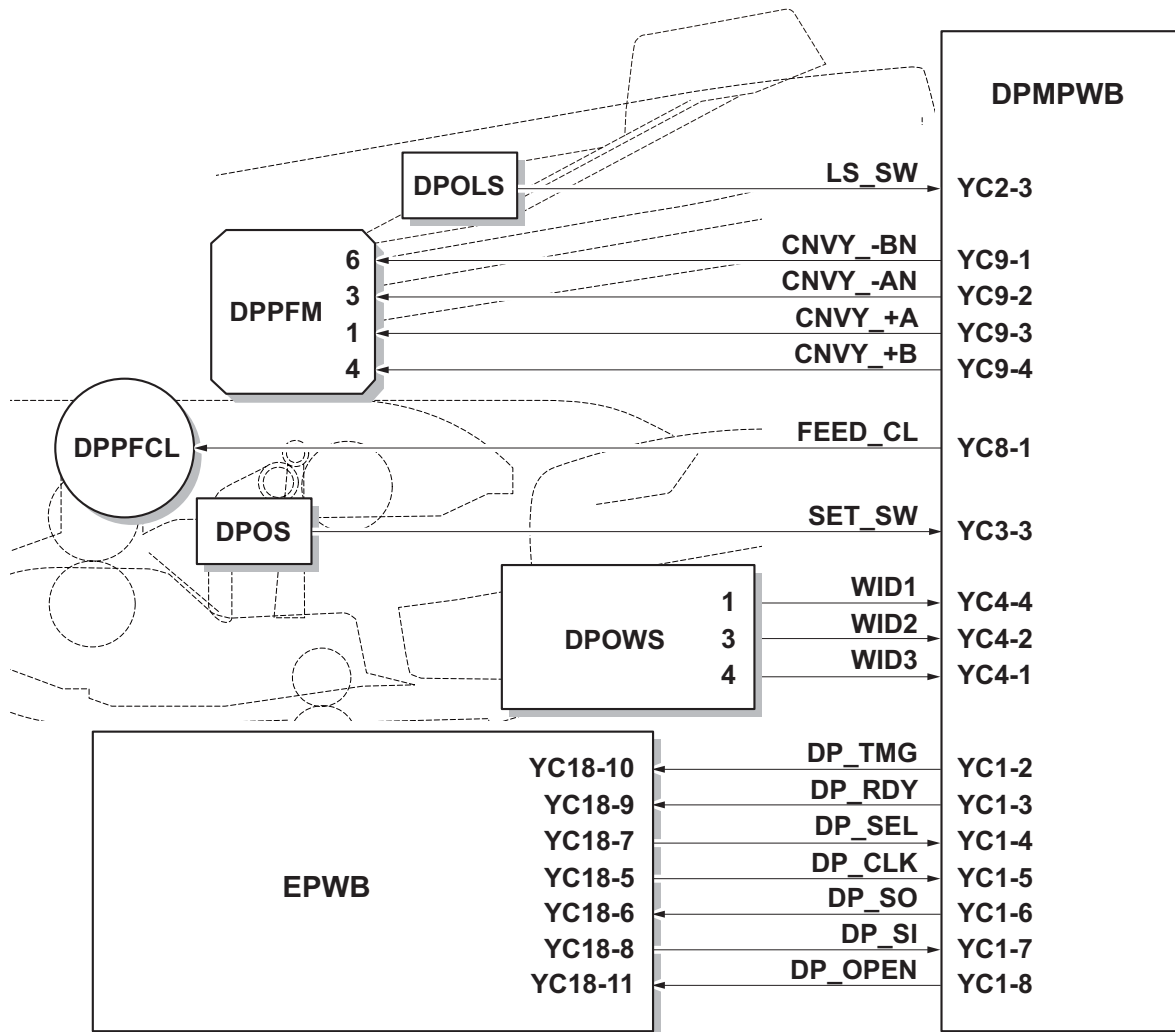 DPMPWB
DPOLS LS_SW YC2-3
DPPFM
6 CNVY_-BN YC9-1
3 CNVY_-AN YC9-2
1 CNVY_+A YC9-3
4 CNVY_+B YC9-4
DPPFCL FEED_CL YC8-1
DPOS SET_SW YC3-3
DPOWS
1 WID1 YC4-4
3 WID2 YC4-2
4 WID3 YC4-1
EPWB
YC18-10 DP_TMG YC1-2
YC18-9 DP_RDY YC1-3
YC18-7 DP_SEL YC1-4
YC18-5 DP_CLK YC1-5
YC18-6 DP_SO YC1-6
YC18-8 DP_SI YC1-7
YC18-11 DP_OPEN YC1-8